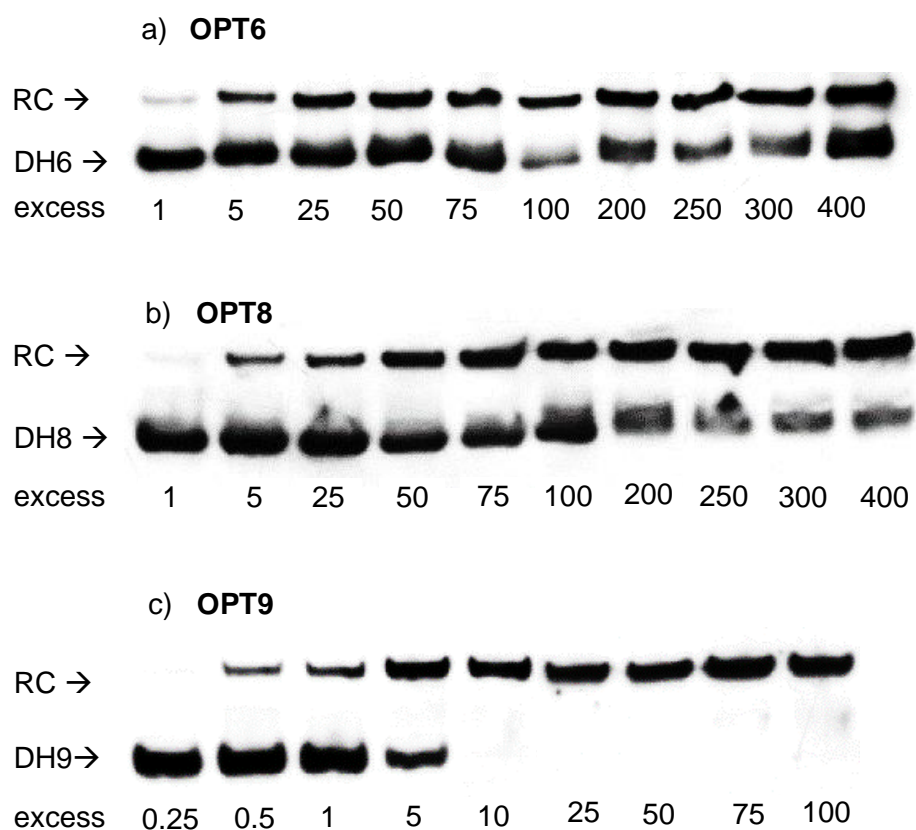 a) OPT6
RC →
DH6 →
excess 1 5 25 50 75 100 200 250 300 400
b) OPT8
RC →
DH8 →
excess 1 5 25 50 75 100 200 250 300 400
c) OPT9
RC →
DH9→
excess 0.25 0.5 1 5 10 25 50 75 100